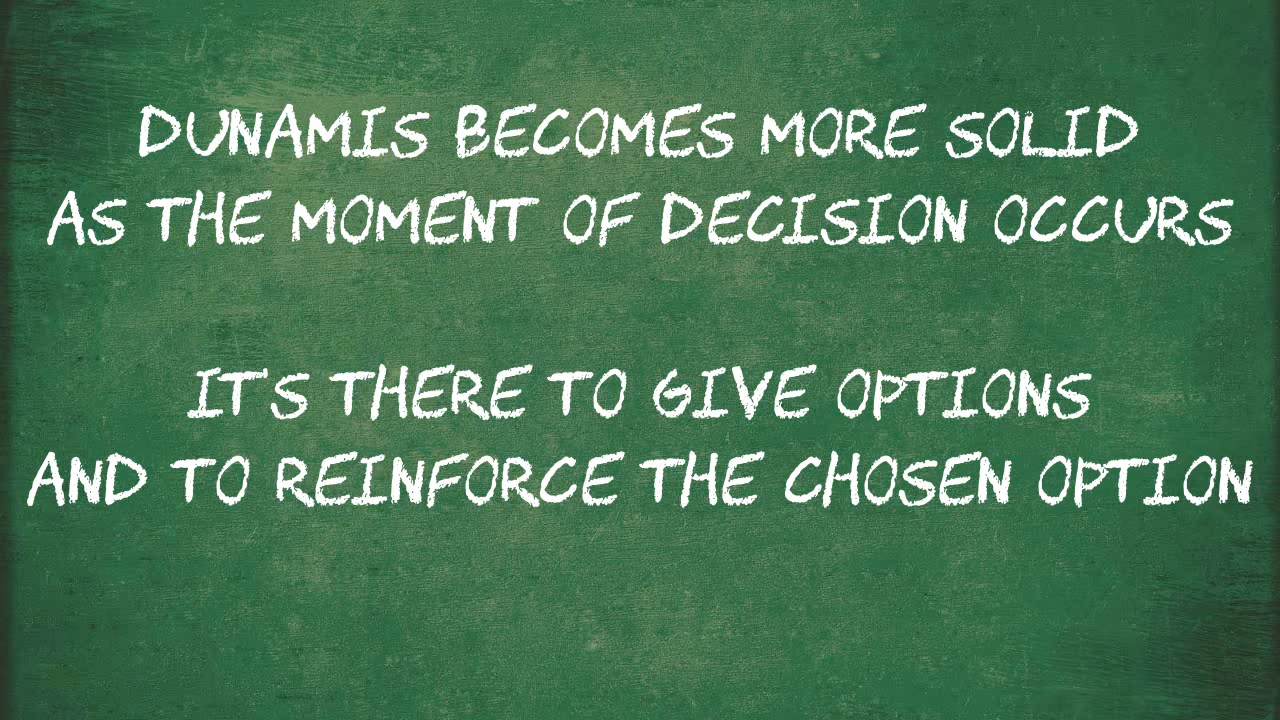 DUNAMIS BECOMES MORE SOLID
AS THE MOMENT OF DECISION OCCURS
IT'S THERE TO GIVE OPTIONS
AND TO REINFORCE THE CHOSEN OPTION